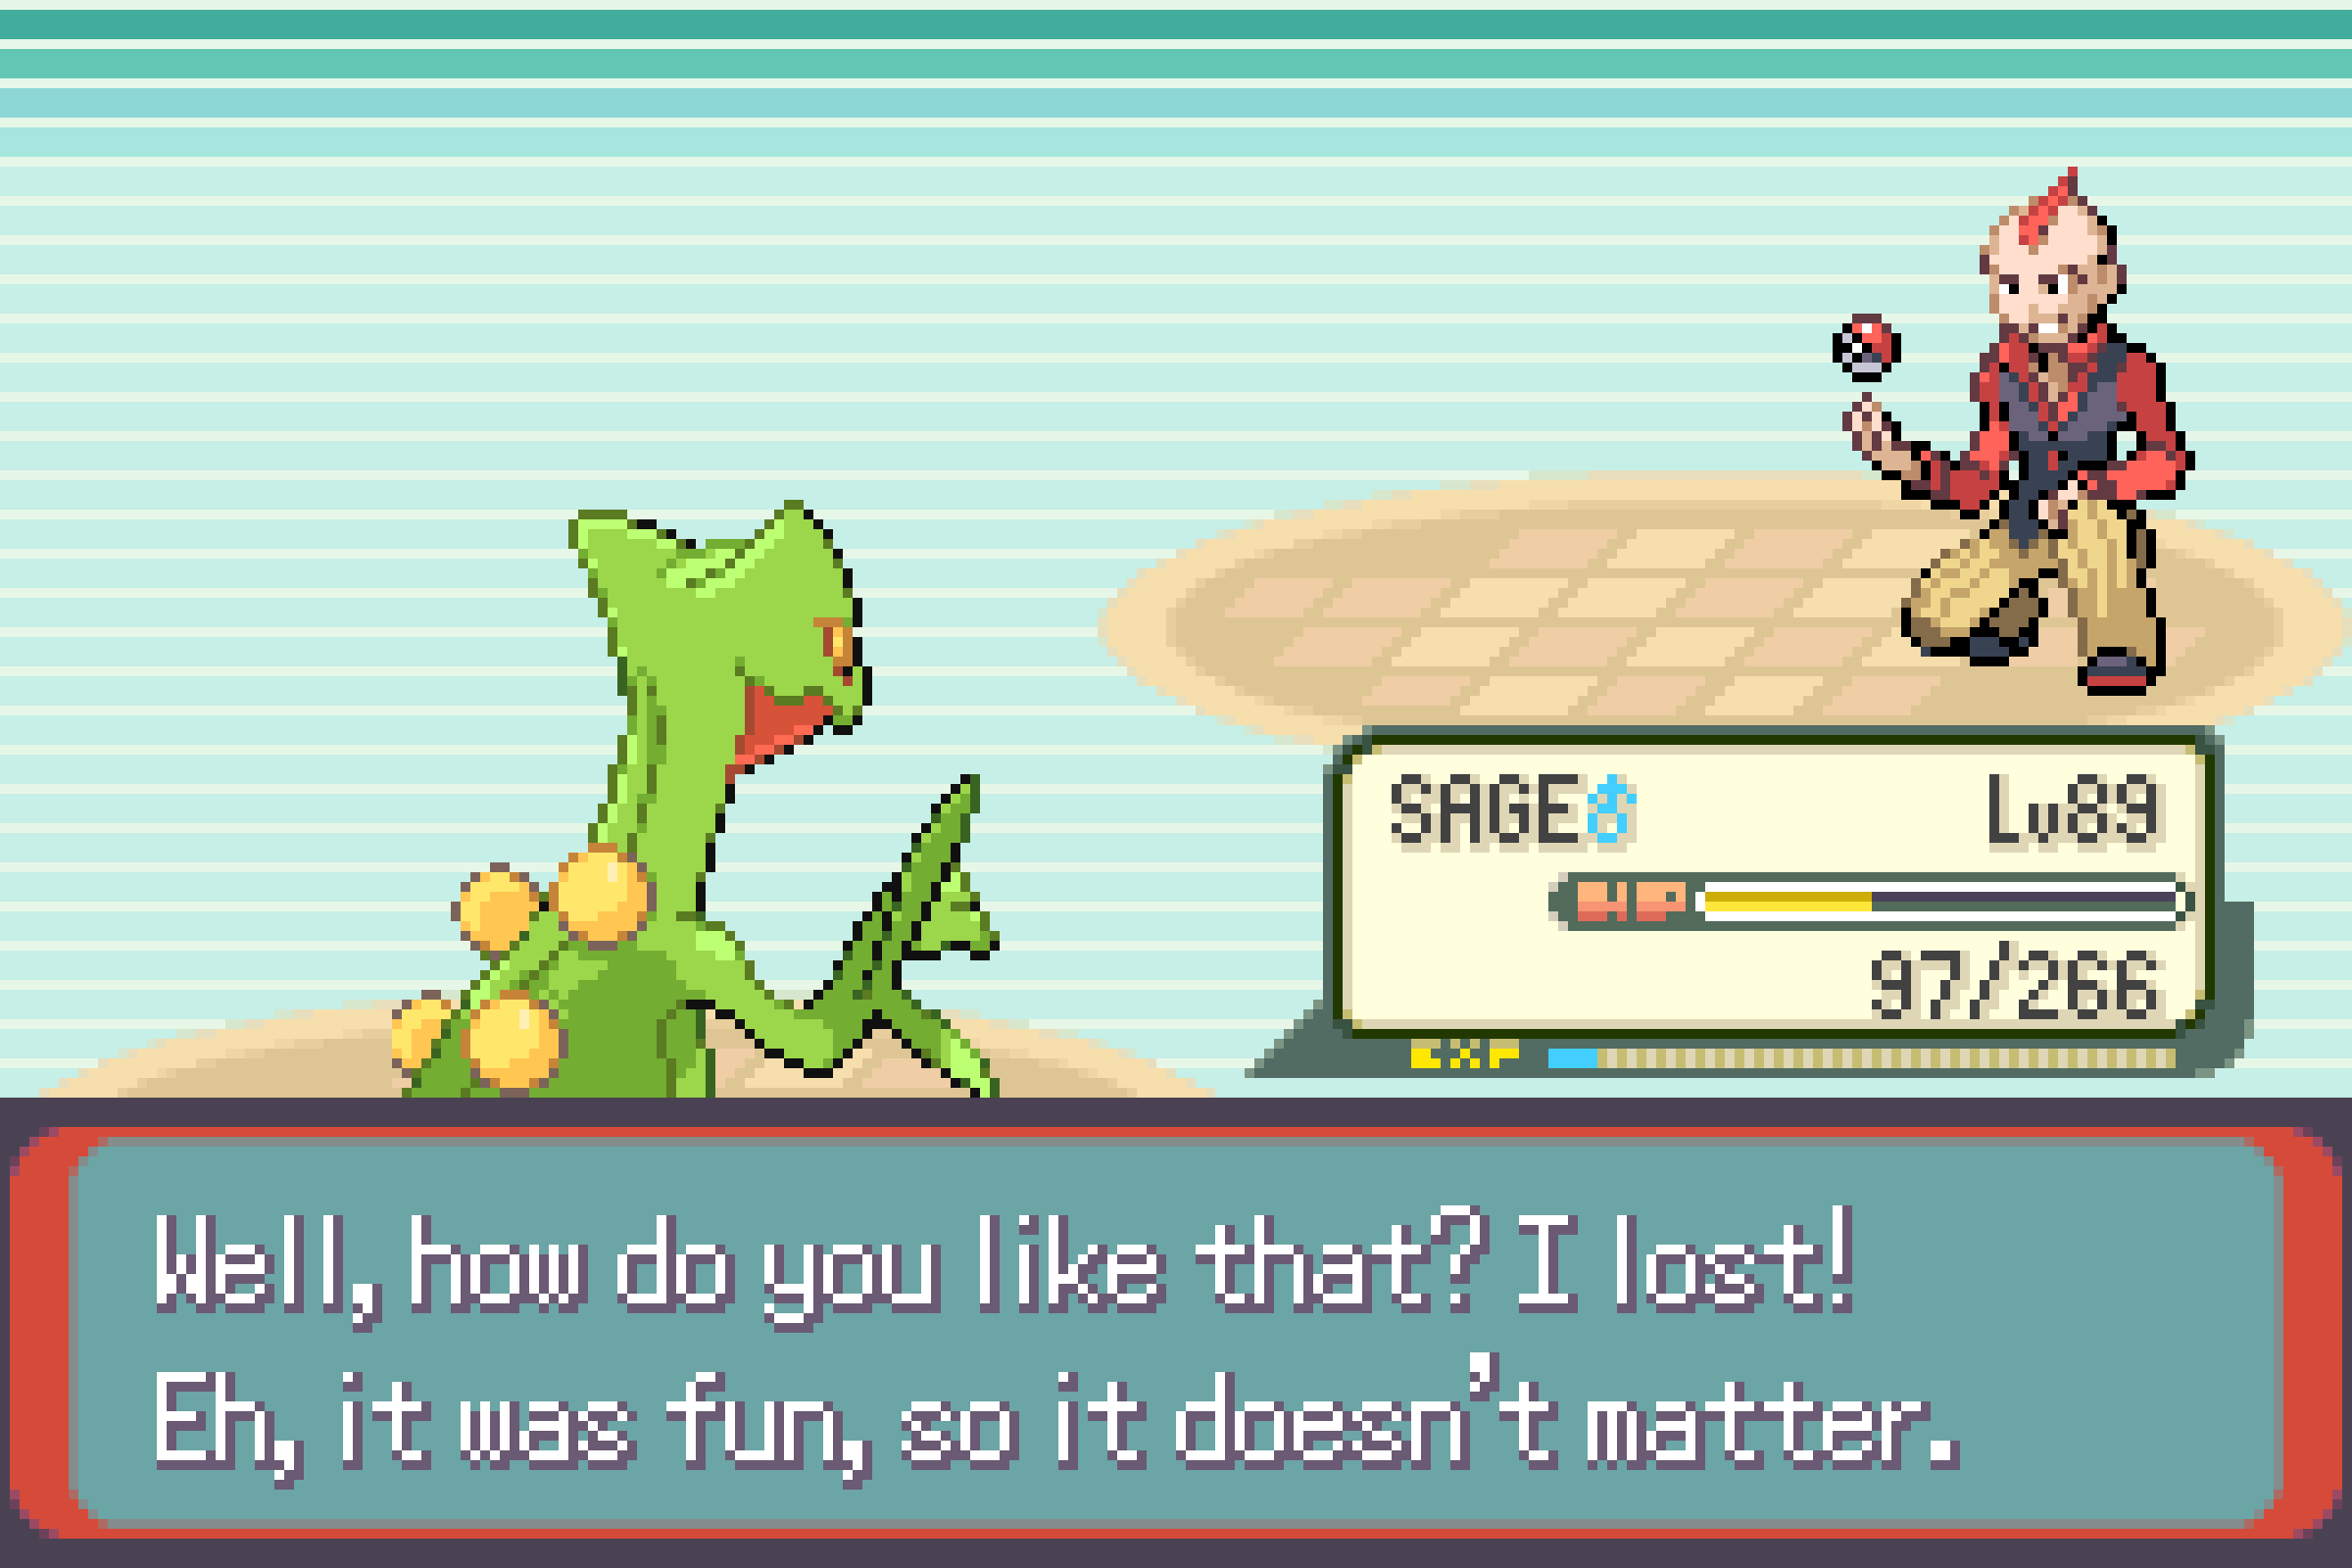 SAGE♂ Lv89
HP
97/266
EXP
Well, how do you like that? I lost!
Eh, it was fun, so it doesn't matter.